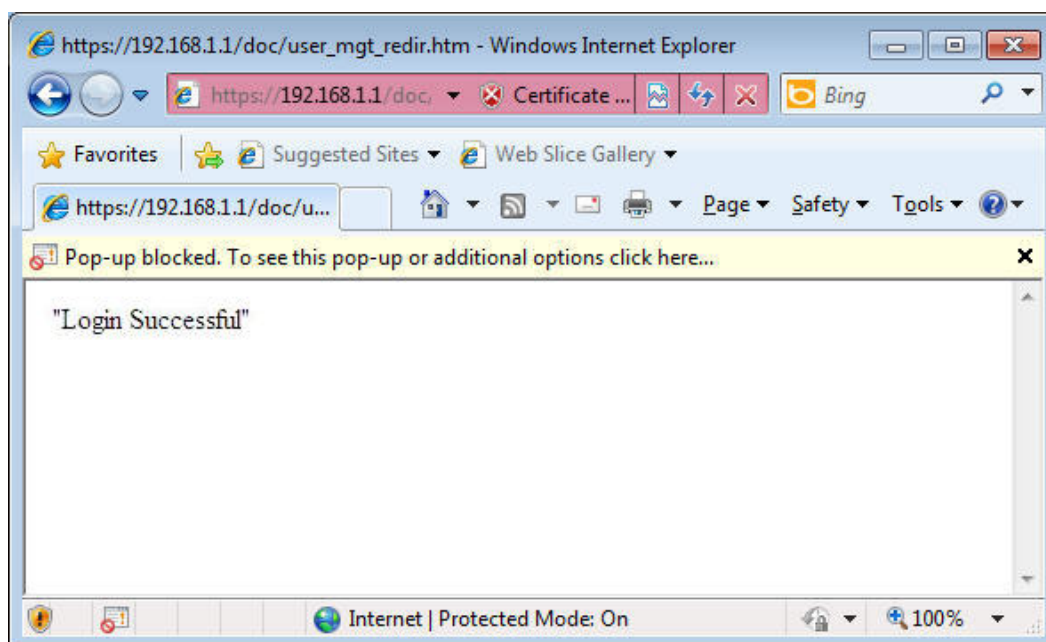 https://192.168.1.1/doc/user_mgt_redir.htm - Windows Internet Explorer
https://192.168.1.1/doc, Certificate ... Bing
Favorites Suggested Sites Web Slice Gallery
https://192.168.1.1/doc/u... Page Safety Tools
Pop-up blocked. To see this pop-up or additional options click here...
"Login Successful"
Internet | Protected Mode: On 100%